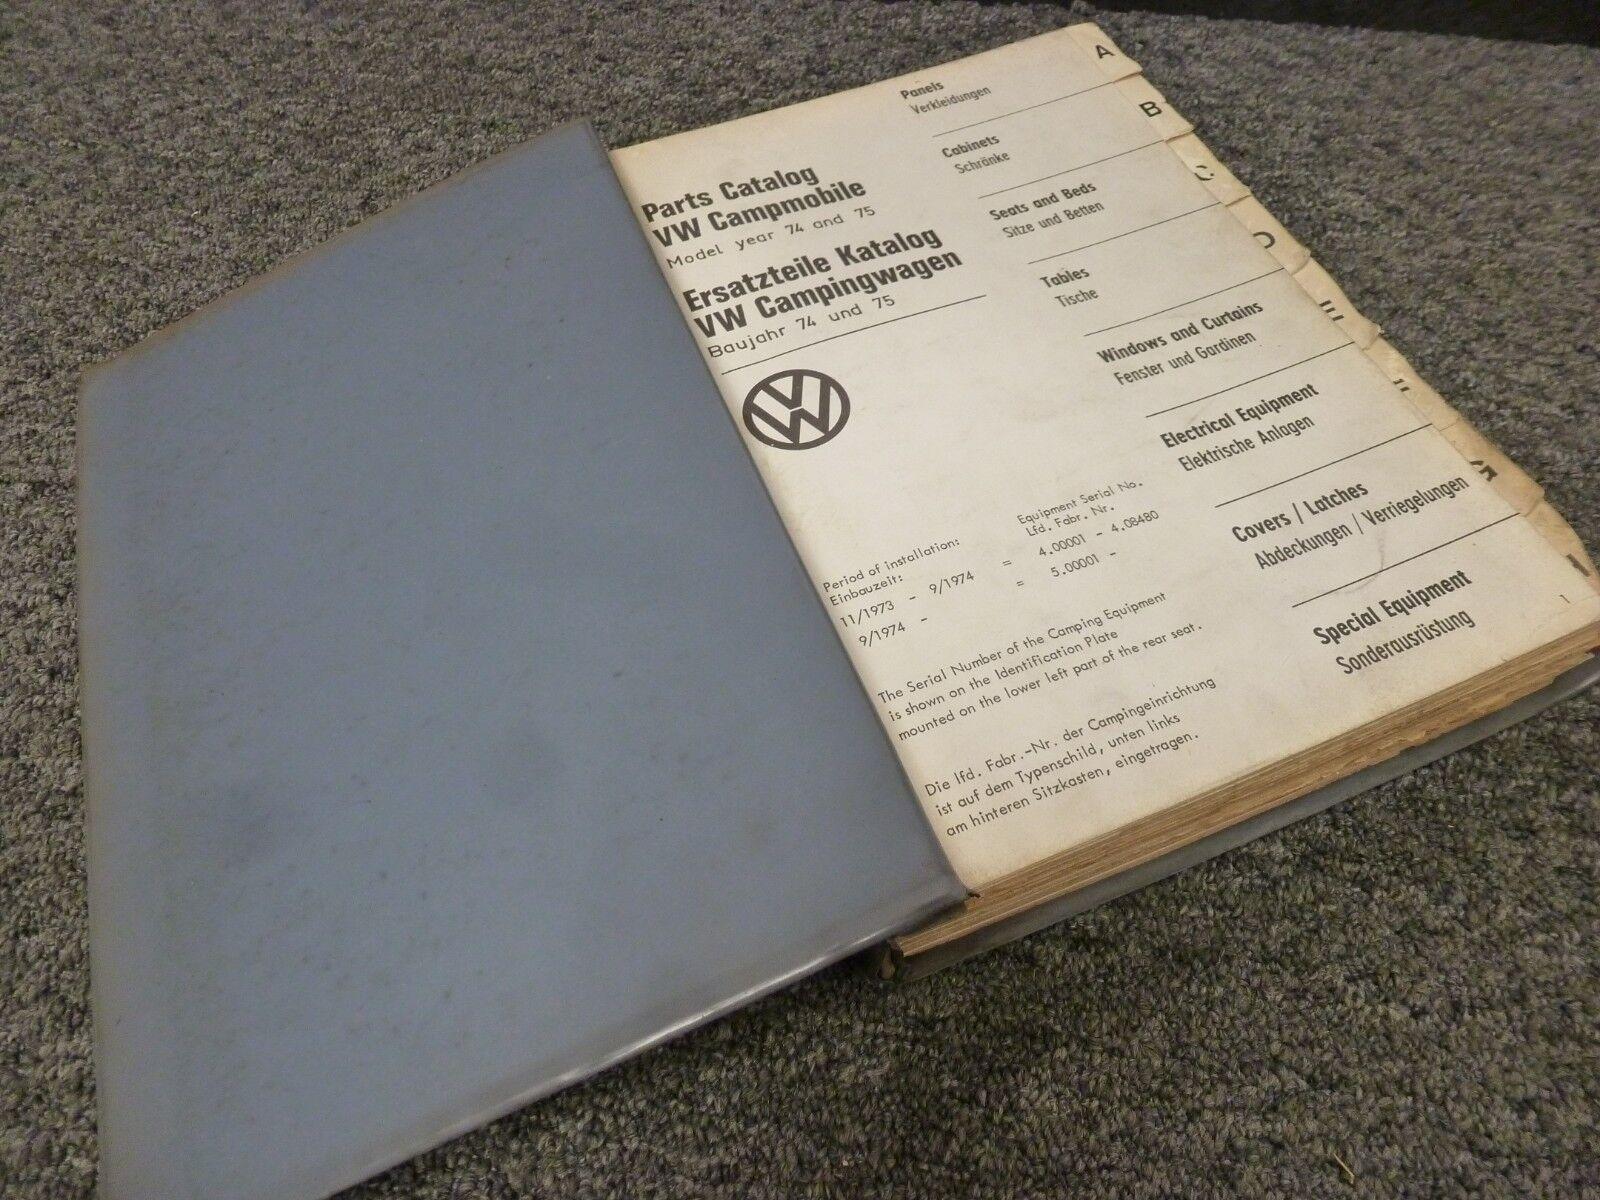 Parts Catalog
VW Campmobile
Model year 74 and 75
Ersatzteile Katalog
VW Campingwagen
Baujahr 74 und 75
VW
Period of installation:
Einbauzeit:
Equipment Serial No.
Lfd. Fabr. Nr.
11/1973 - 9/1974 = 4.00001 - 4.08480
9/1974 - = 5.00001 -
The Serial Number of the Camping Equipment
is shown on the Identification Plate
mounted on the lower left part of the rear seat.
Die lfd. Fabr.-Nr. der Campingeinrichtung
ist auf dem Typenschild, unten links
am hinteren Sitzkasten, eingetragen.
Panels
Verkleidungen
A
Cabinets
Schränke
B
Seats and Beds
Sitze und Betten
C
Tables
Tische
D
Windows and Curtains
Fenster und Gardinen
E
Electrical Equipment
Elektrische Anlagen
Covers / Latches
Abdeckungen / Verriegelungen
G
Special Equipment
Sonderausrüstung
1